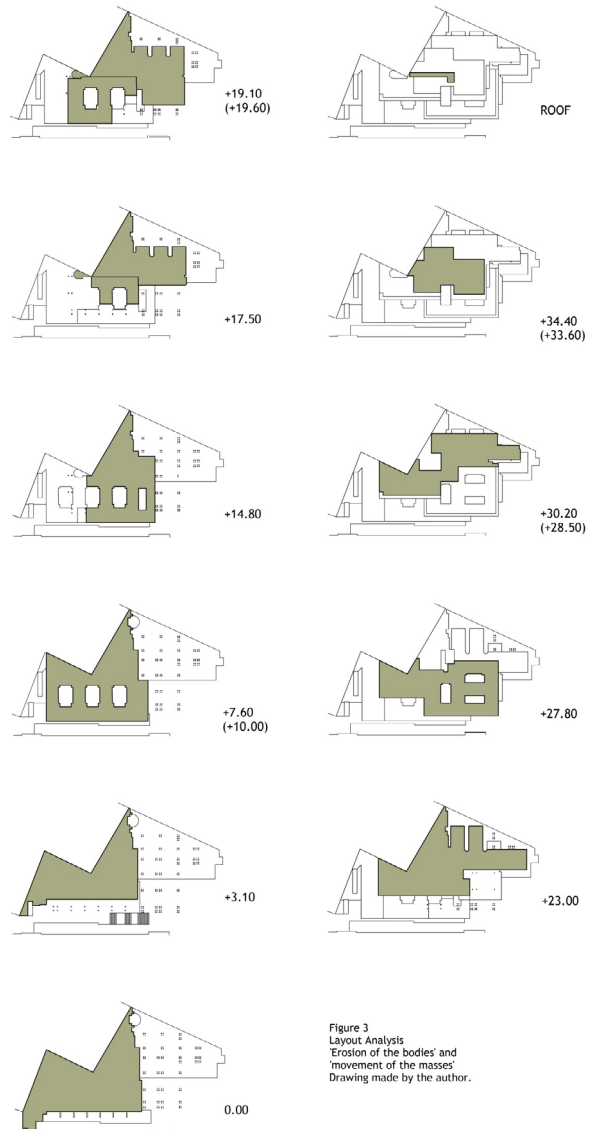 +19.10
(+19.60)
+17.50
+14.80
+7.60
(+10.00)
+3.10
0.00
ROOF
+34.40
(+33.60)
+30.20
(+28.50)
+27.80
+23.00
Figure 3
Layout Analysis
'Erosion of the bodies' and
'movement of the masses'
Drawing made by the author.